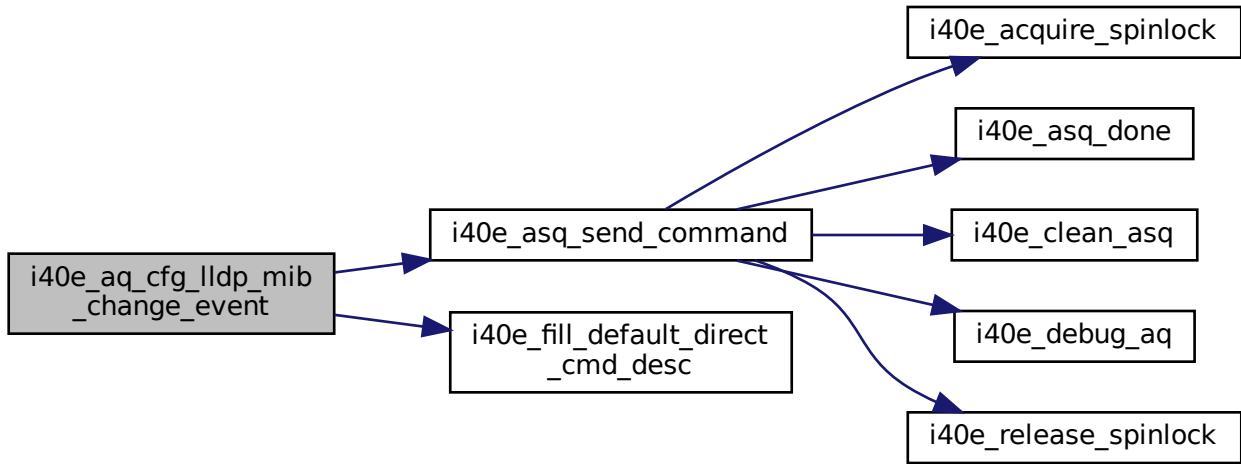 i40e_acquire_spinlock
i40e_asq_done
i40e_asq_send_command
i40e_clean_asq
i40e_aq_cfg_lldp_mib
_change_event
i40e_fill_default_direct
_cmd_desc
i40e_debug_aq
i40e_release_spinlock